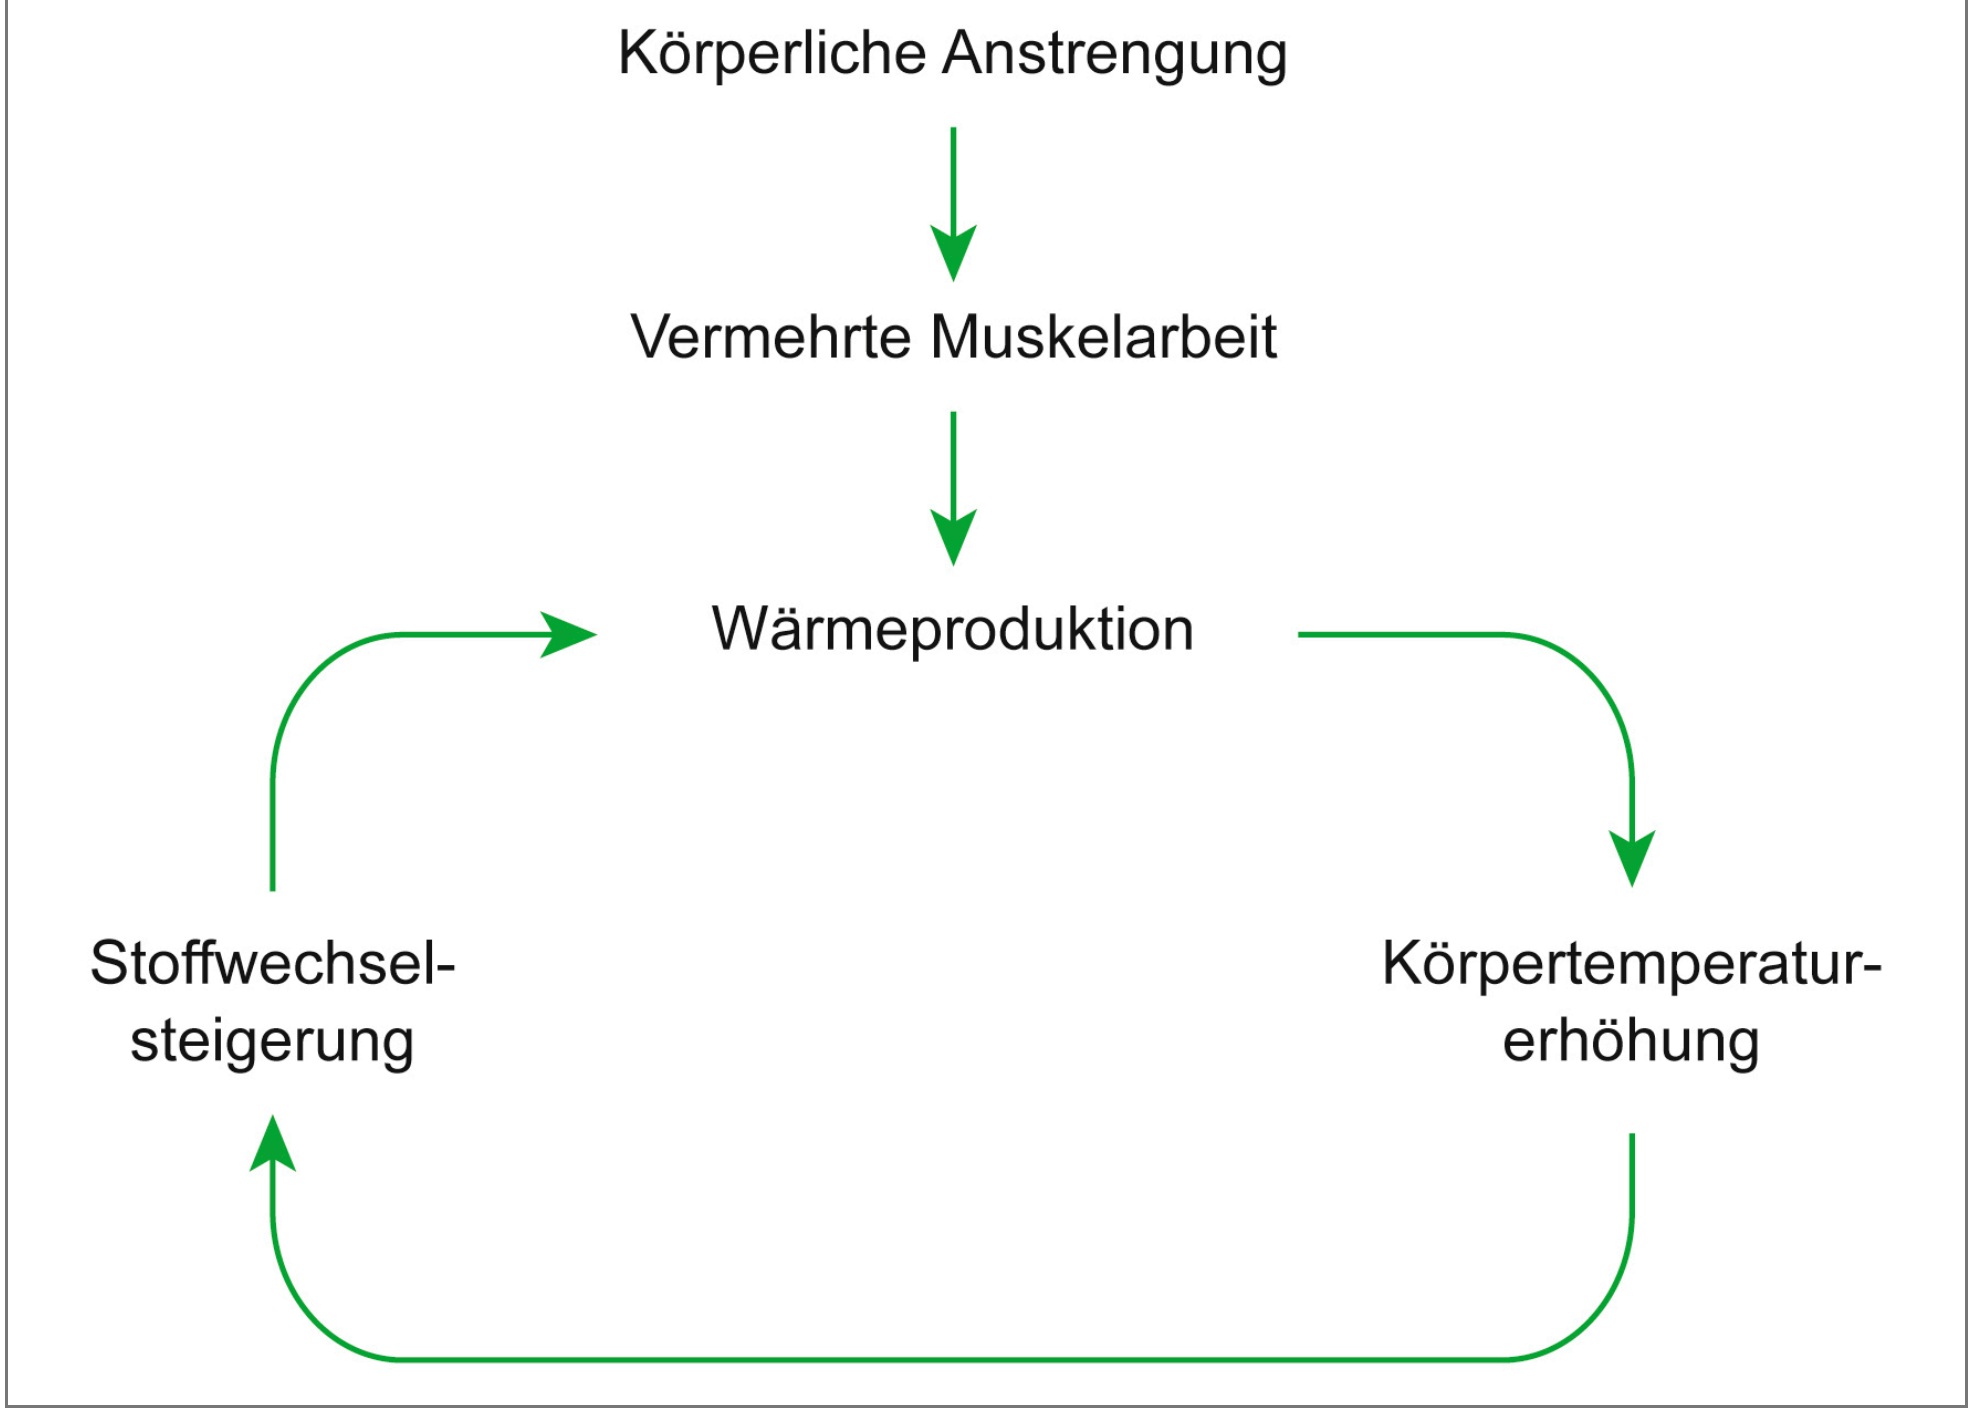 Körperliche Anstrengung
Vermehrte Muskelarbeit
Wärmeproduktion
Stoffwechsel-
steigerung
Körpertemperatur-
erhöhung